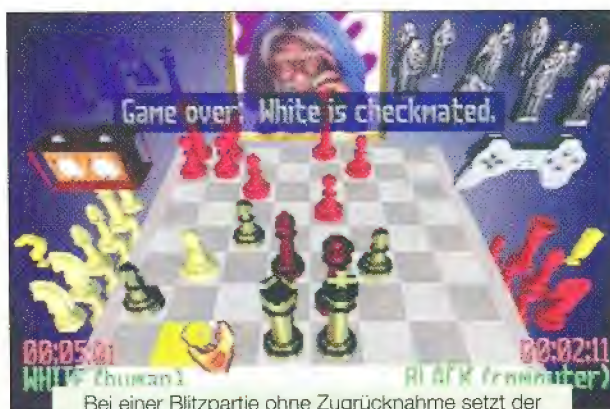 Game over. White is checkmated.
00:05:01
00:02:11
WHITE (human)
BLACK (computer)
Bei einer Blitzpartie ohne Zugrücknahme setzt der